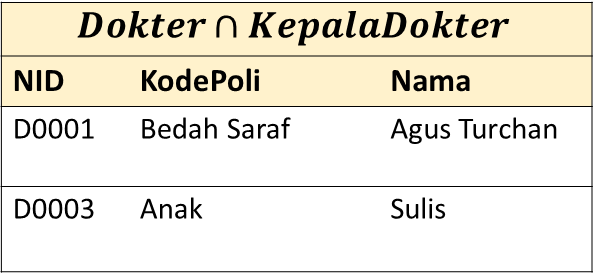 Dokter ∩ KepalaDokter
NID KodePoli Nama
D0001 Bedah Saraf Agus Turchan
D0003 Anak Sulis